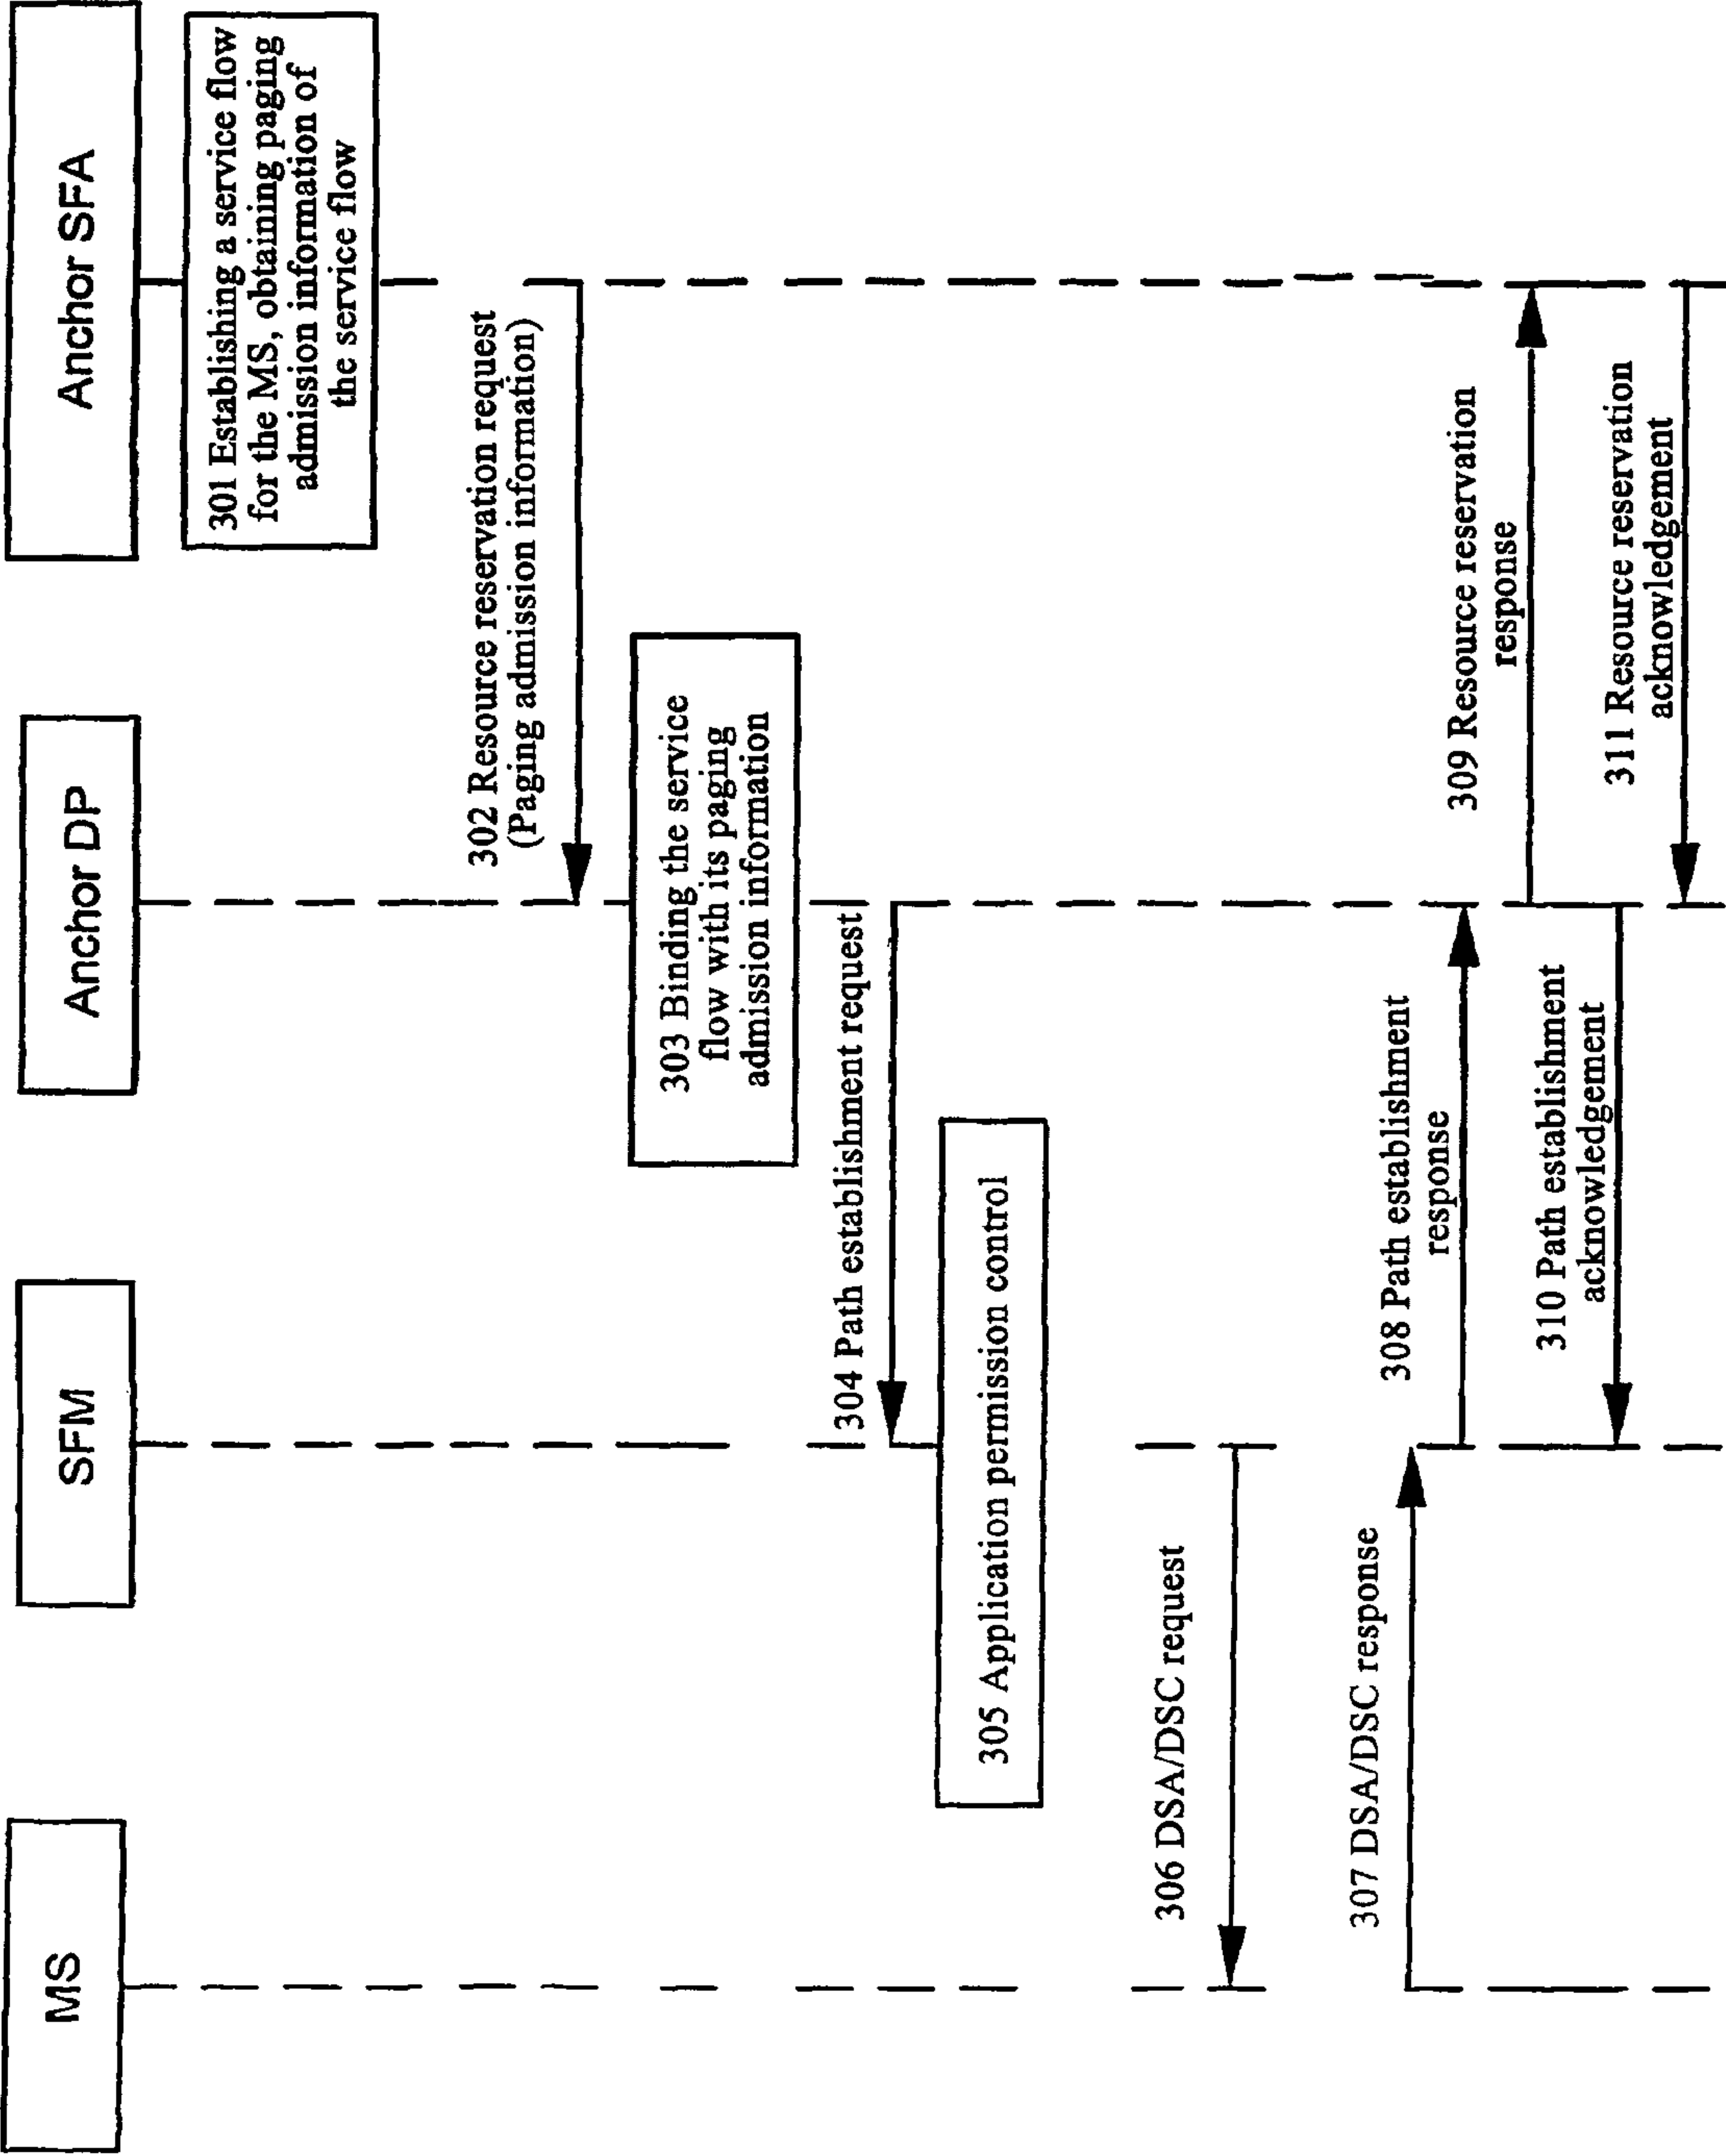 MS
SFM
Anchor DP
Anchor SFA
301 Establishing a service flow
for the MS, obtaining paging
admission information of
the service flow
302 Resource reservation request
(Paging admission information)
303 Binding the service
flow with its paging
admission information
304 Path establishment request
305 Application permission control
306 DSA/DSC request
307 DSA/DSC response
308 Path establishment
response
309 Resource reservation
response
310 Path establishment
acknowledgement
311 Resource reservation
acknowledgement